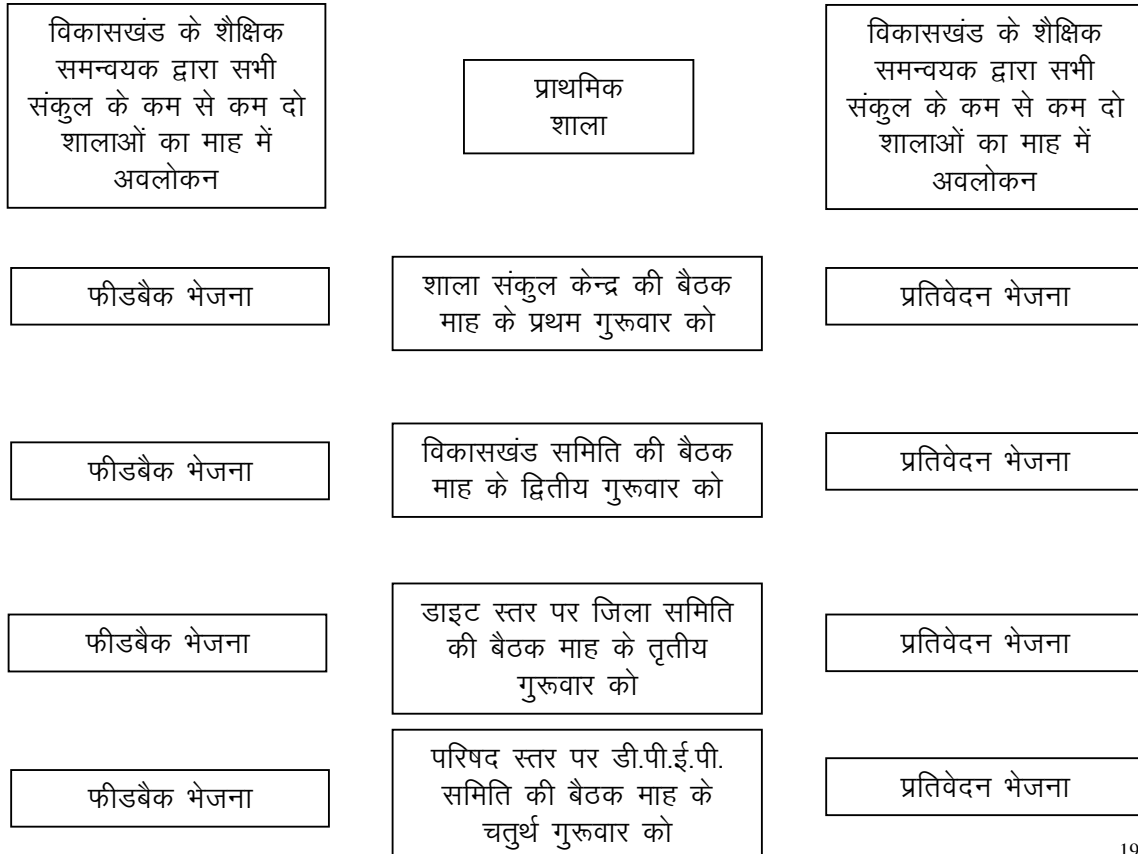 विकासखंड के शैक्षिक
समन्वयक द्वारा सभी
संकुल के कम से कम दो
शालाओं का माह में
अवलोकन
प्राथमिक
शाला
विकासखंड के शैक्षिक
समन्वयक द्वारा सभी
संकुल के कम से कम दो
शालाओं का माह में
अवलोकन
फीडबैक भेजना
शाला संकुल केन्द्र की बैठक
माह के प्रथम गुरूवार को
प्रतिवेदन भेजना
फीडबैक भेजना
विकासखंड समिति की बैठक
माह के द्वितीय गुरूवार को
प्रतिवेदन भेजना
फीडबैक भेजना
डाइट स्तर पर जिला समिति
की बैठक माह के तृतीय
गुरूवार को
प्रतिवेदन भेजना
फीडबैक भेजना
परिषद स्तर पर डी.पी.ई.पी.
समिति की बैठक माह के
चतुर्थ गुरूवार को
प्रतिवेदन भेजना
19